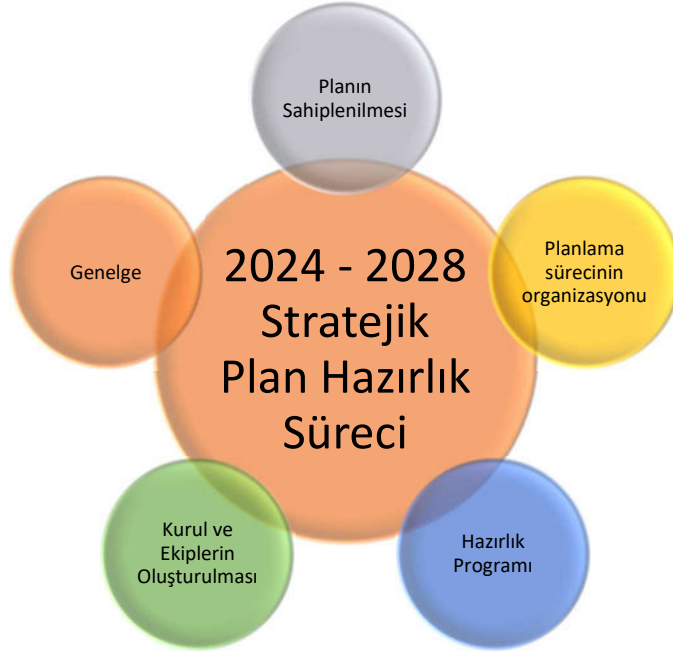 Planın
Sahiplenilmesi
Genelge
2024 - 2028
Stratejik
Plan Hazırlık
Süreci
Planlama
sürecinin
organizasyonu
Kurul ve
Ekiplerin
Oluşturulması
Hazırlık
Programı